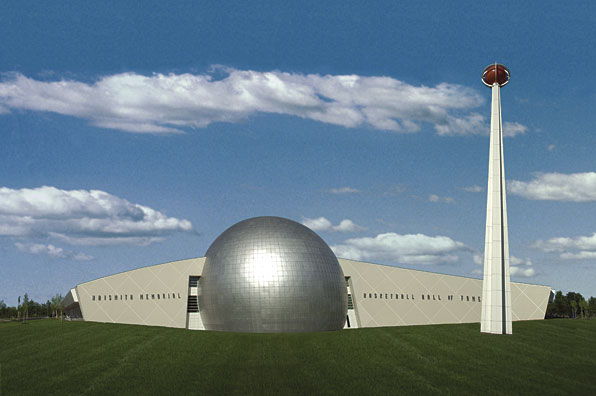 NAISMITH MEMORIAL
BASKETBALL HALL OF FAME